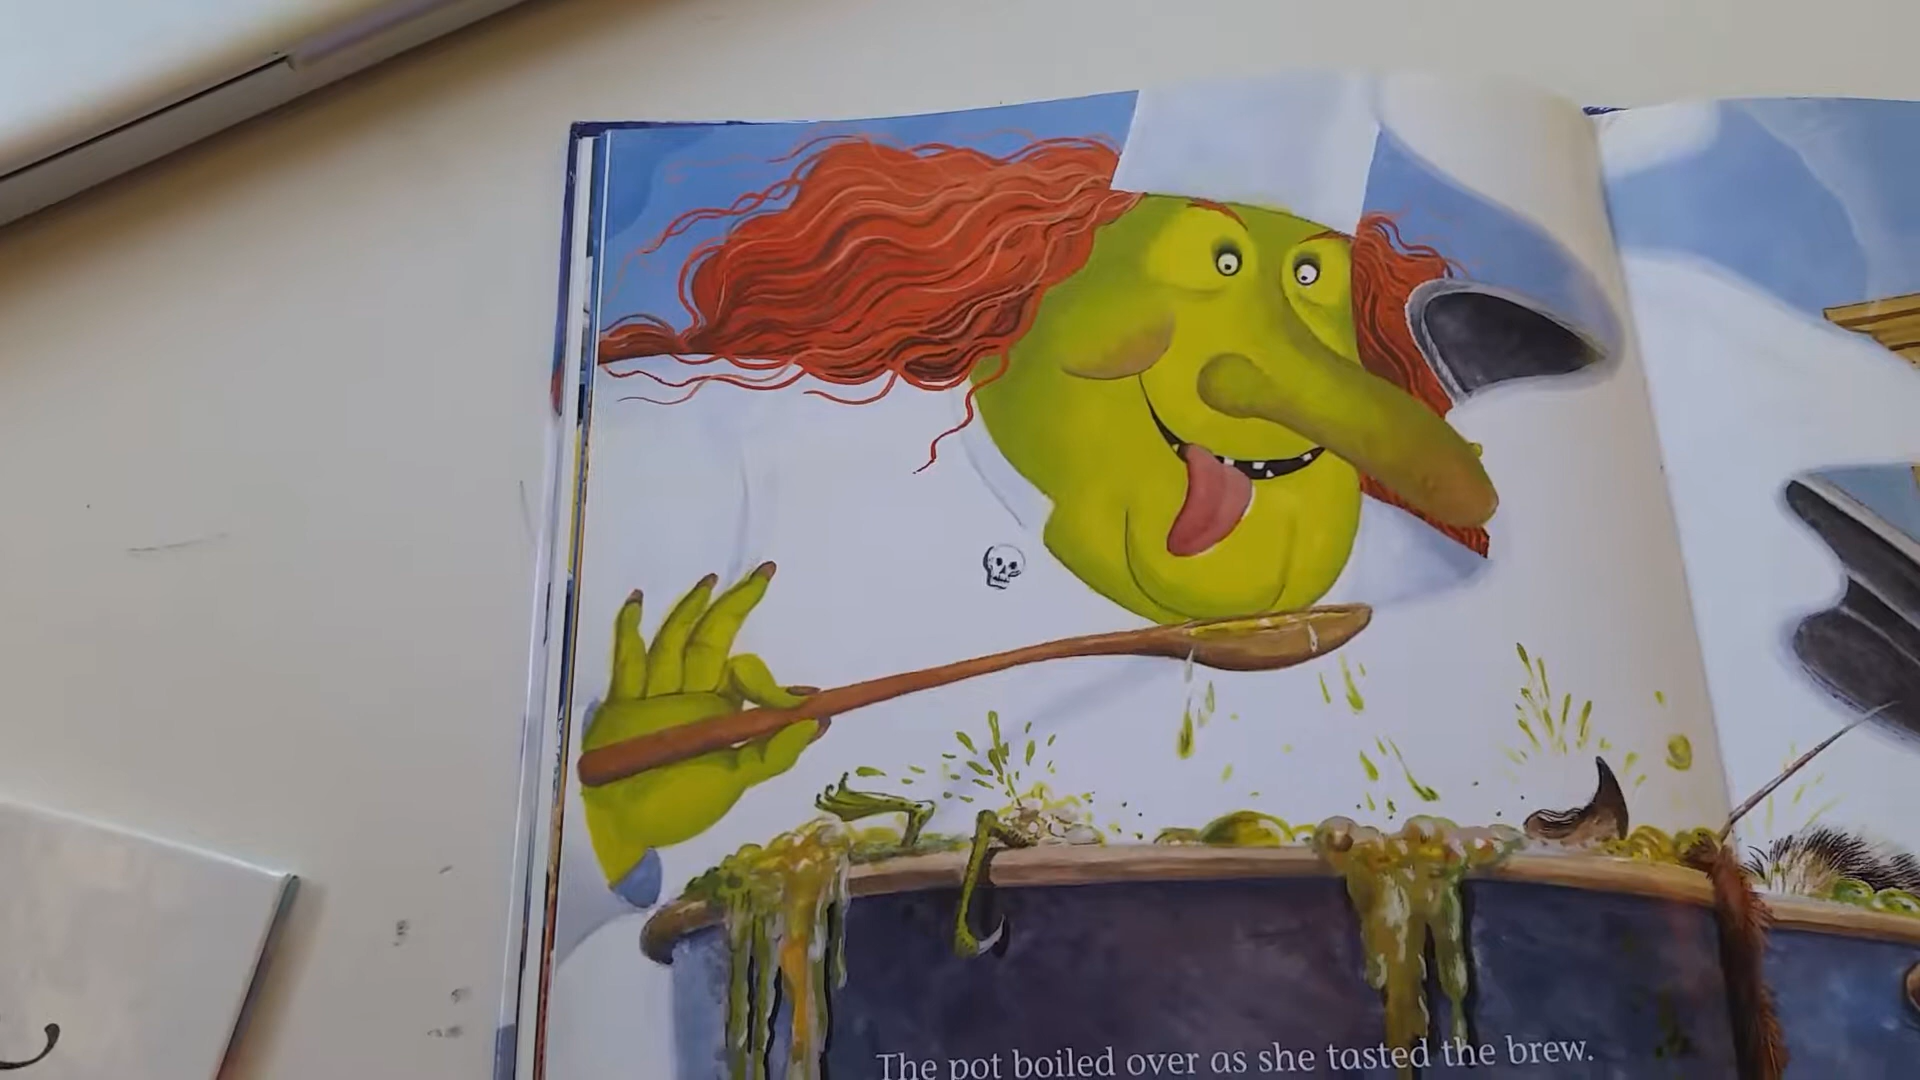 The pot boiled over as she tasted the brew.